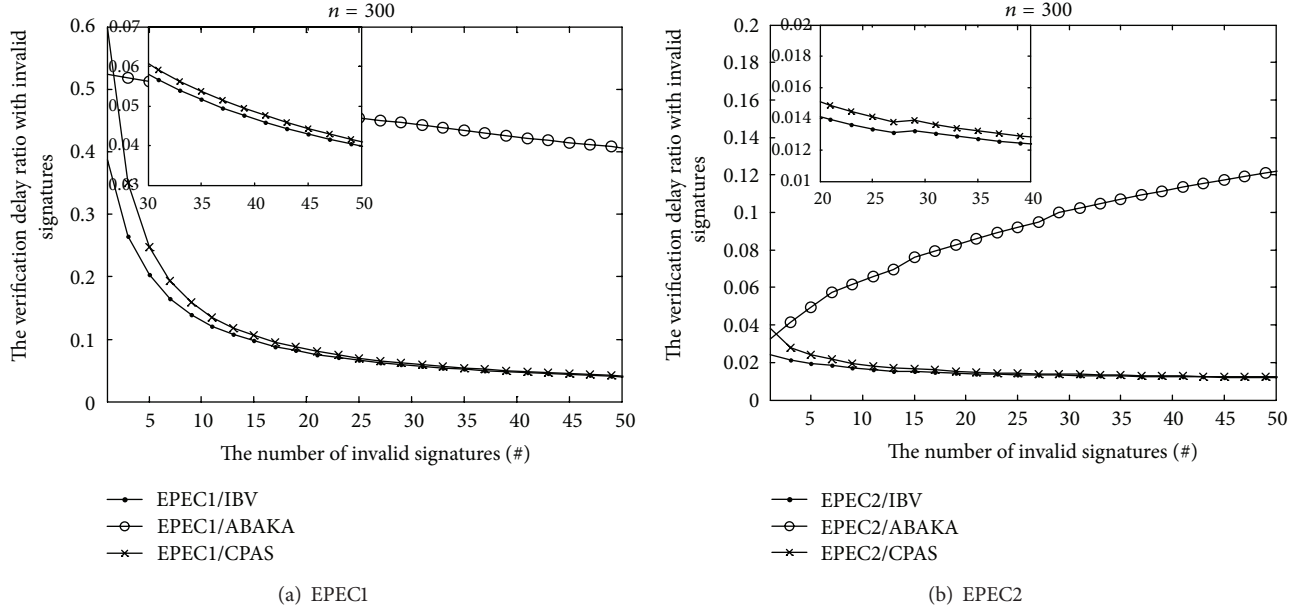 n = 300
0.6
0.5
0.4
0.3
0.2
0.1
0
The verification delay ratio with invalid
signatures
0.07
0.06
0.05
0.04
0.03
30 35 40 45 50
5 10 15 20 25 30 35 40 45 50
The number of invalid signatures (#)
EPEC1/IBV
EPEC1/ABAKA
EPEC1/CPAS
(a) EPEC1
n = 300
0.2
0.18
0.16
0.14
0.12
0.1
0.08
0.06
0.04
0.02
0
The verification delay ratio with invalid
signatures
0.02
0.018
0.016
0.014
0.012
0.01
20 25 30 35 40
5 10 15 20 25 30 35 40 45 50
The number of invalid signatures (#)
EPEC2/IBV
EPEC2/ABAKA
EPEC2/CPAS
(b) EPEC2